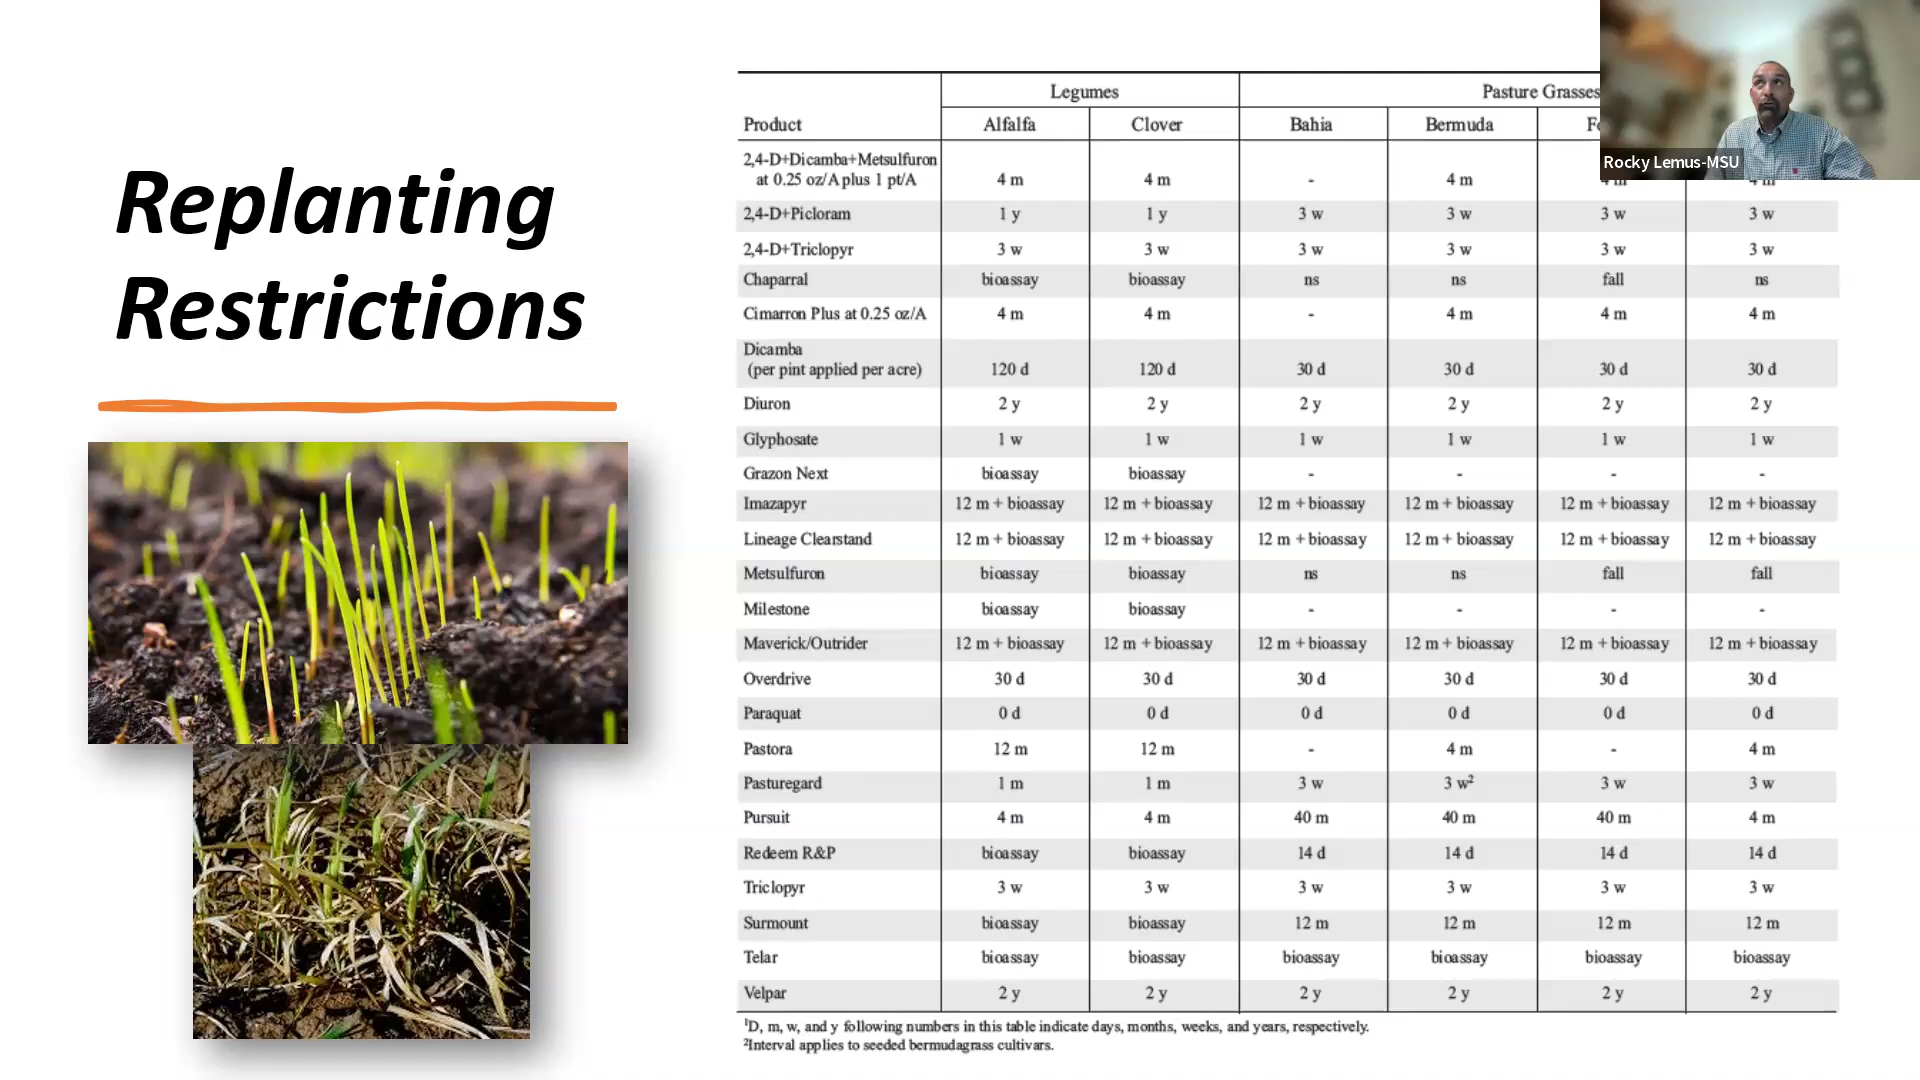 Replanting
Restrictions
Legumes Pasture Grasses
Product Alfalfa Clover Bahia Bermuda
2,4-D+Dicamba+Metsulfuron
at 0.25 oz/A plus 1 pt/A 4 m 4 m - 4 m 4 m 4 m
2,4-D+Picloram 1 y 1 y 3 w 3 w 3 w 3 w
2,4-D+Triclopyr 3 w 3 w 3 w 3 w 3 w 3 w
Chaparral bioassay bioassay ns ns fall ns
Cimarron Plus at 0.25 oz/A 4 m 4 m - 4 m 4 m 4 m
Dicamba
(per pint applied per acre) 120 d 120 d 30 d 30 d 30 d 30 d
Diuron 2 y 2 y 2 y 2 y 2 y 2 y
Glyphosate 1 w 1 w 1 w 1 w 1 w 1 w
Grazon Next bioassay bioassay - - - -
Imazapyr 12 m + bioassay 12 m + bioassay 12 m + bioassay 12 m + bioassay 12 m + bioassay 12 m + bioassay
Lineage Clearstand 12 m + bioassay 12 m + bioassay 12 m + bioassay 12 m + bioassay 12 m + bioassay 12 m + bioassay
Metsulfuron bioassay bioassay ns ns fall fall
Milestone bioassay bioassay - - - -
Maverick/Outrider 12 m + bioassay 12 m + bioassay 12 m + bioassay 12 m + bioassay 12 m + bioassay 12 m + bioassay
Overdrive 30 d 30 d 30 d 30 d 30 d 30 d
Paraquat 0 d 0 d 0 d 0 d 0 d 0 d
Pastora 12 m 12 m - 4 m - 4 m
Pasturegard 1 m 1 m 3 w 3 w² 3 w 3 w
Pursuit 4 m 4 m 40 m 40 m 40 m 4 m
Redeem R&P bioassay bioassay 14 d 14 d 14 d 14 d
Triclopyr 3 w 3 w 3 w 3 w 3 w 3 w
Surmount bioassay bioassay 12 m 12 m 12 m 12 m
Telar bioassay bioassay bioassay bioassay bioassay bioassay
Velpar 2 y 2 y 2 y 2 y 2 y 2 y
¹D, m, w, and y following numbers in this table indicate days, months, weeks, and years, respectively.
²Interval applies to seeded bermudagrass cultivars.
Rocky Lemus-MSU